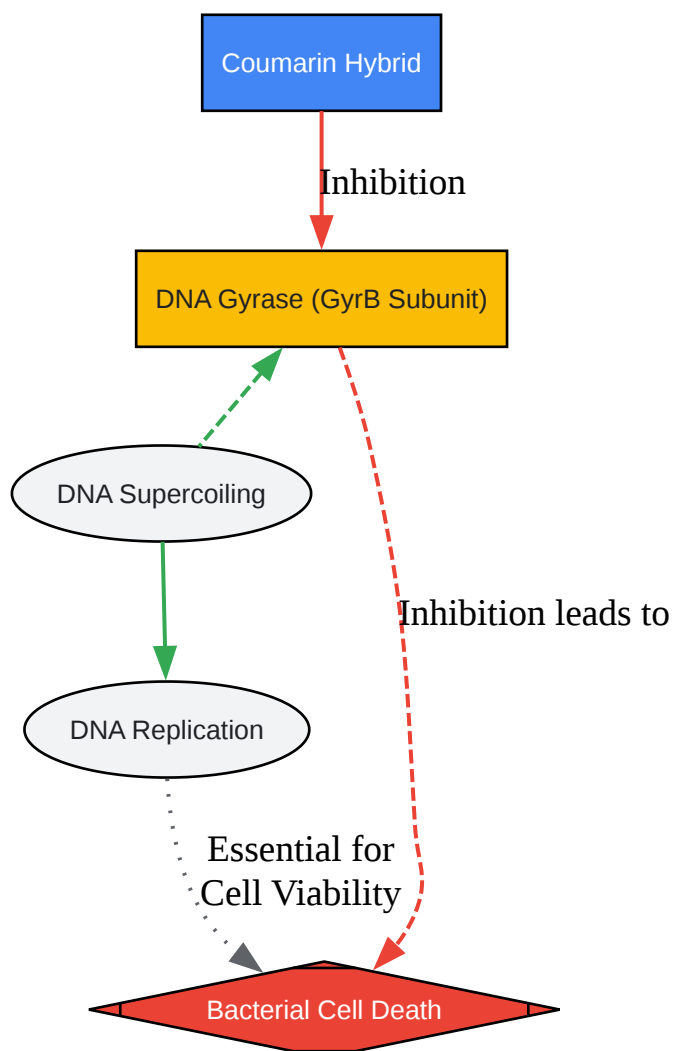 Coumarin Hybrid
Inhibition
DNA Gyrase (GyrB Subunit)
DNA Supercoiling
Inhibition leads to
DNA Replication
Essential for
Cell Viability
Bacterial Cell Death